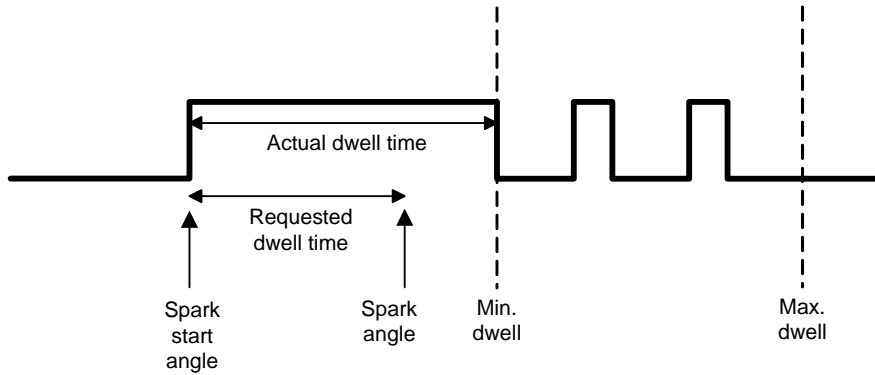 Actual dwell time
Requested
dwell time
Spark
start
angle
Spark
angle
Min.
dwell
Max.
dwell